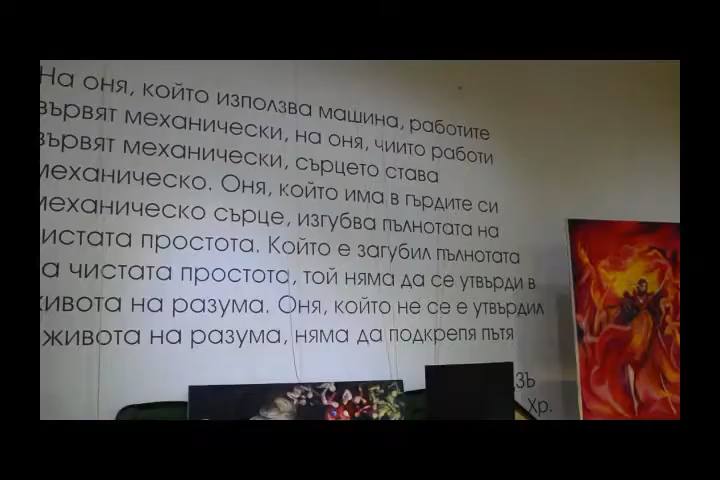 На оня, който използва машина, работите
вървят механически, на оня, чиито работи
вървят механически, сърцето става
механическо. Оня, който има в гърдите си
механическо сърце, изгубва пълнотата на
чистата простота. Който е загубил пълнотата
на чистата простота, той няма да се утвърди в
живота на разума. Оня, който не се е утвърдил
живота на разума, няма да подкрепя пътя
Хр.